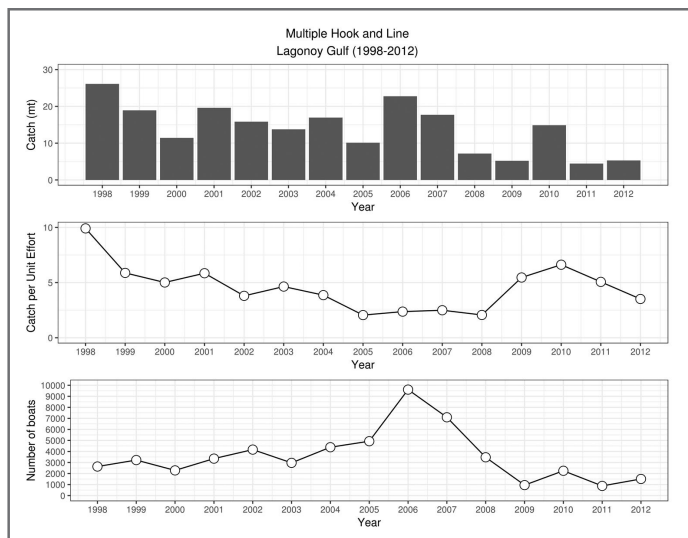 Multiple Hook and Line
Lagonoy Gulf (1998-2012)
30
20
10
0
Catch (mt)
1998 1999 2000 2001 2002 2003 2004 2005 2006 2007 2008 2009 2010 2011 2012
Year
10
5
0
Catch per Unit Effort
1998 1999 2000 2001 2002 2003 2004 2005 2006 2007 2008 2009 2010 2011 2012
Year
10000
9000
8000
7000
6000
5000
4000
3000
2000
1000
0
Number of boats
1998 1999 2000 2001 2002 2003 2004 2005 2006 2007 2008 2009 2010 2011 2012
Year